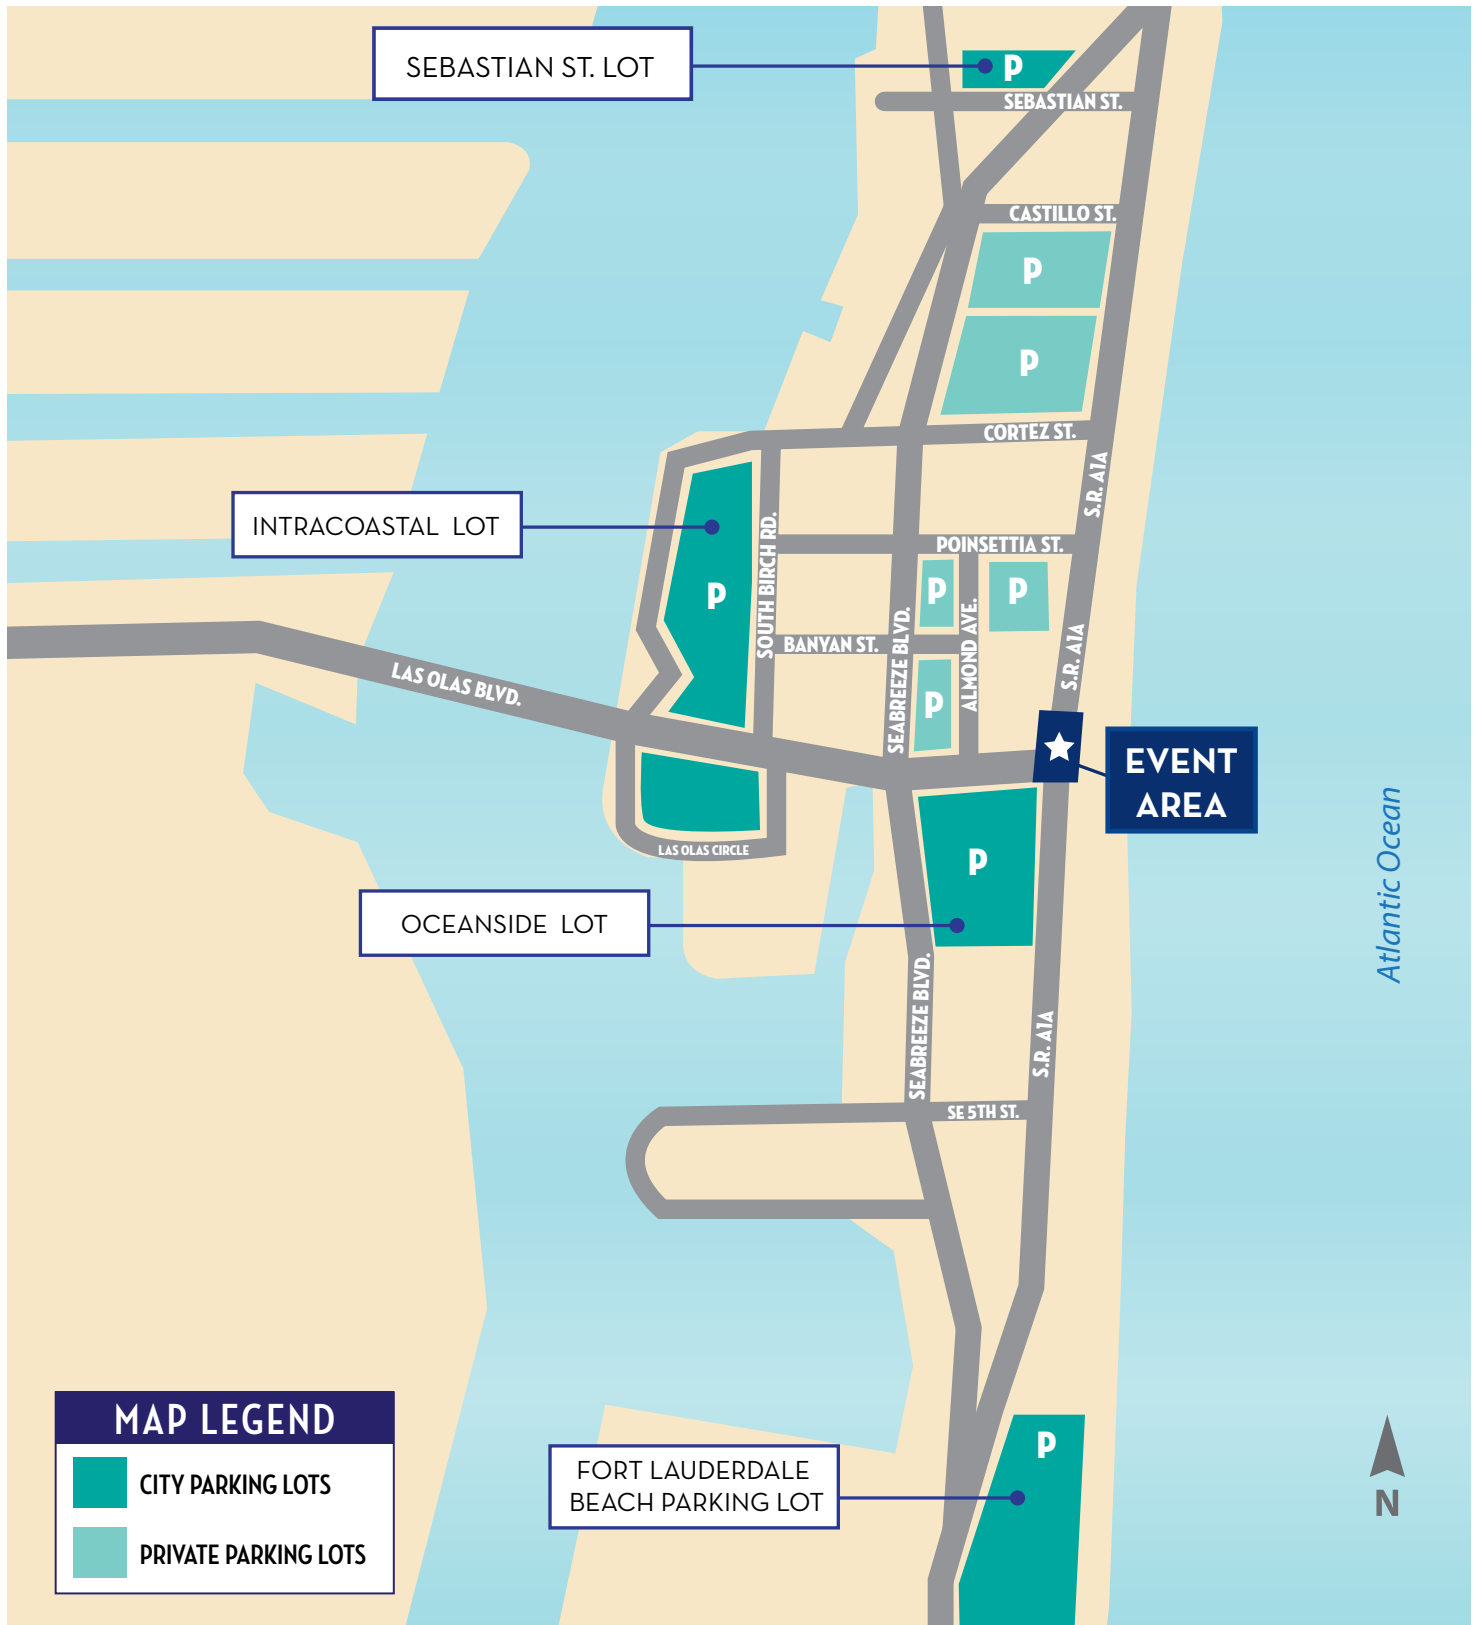 SEBASTIAN ST. LOT
P
SEBASTIAN ST.
CASTILLO ST.
P
P
CORTEZ ST.
S.R. A1A
INTRACOASTAL LOT
P
SOUTH BIRCH RD.
POINSETTIA ST.
P
P
BANYAN ST.
SEABREEZE BLVD.
ALMOND AVE.
S.R. A1A
P
LAS OLAS BLVD.
EVENT
AREA
LAS OLAS CIRCLE
P
OCEANSIDE LOT
Atlantic Ocean
SEABREEZE BLVD.
S.R. A1A
SE 5TH ST.
MAP LEGEND
CITY PARKING LOTS
PRIVATE PARKING LOTS
P
FORT LAUDERDALE
BEACH PARKING LOT
N